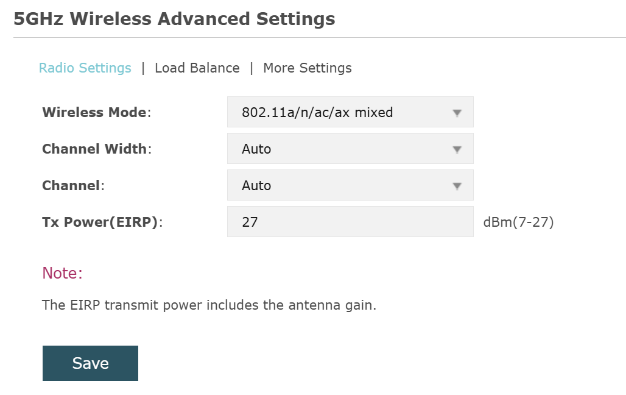 5GHz Wireless Advanced Settings
Radio Settings | Load Balance | More Settings
Wireless Mode: 802.11a/n/ac/ax mixed
Channel Width: Auto
Channel: Auto
Tx Power(EIRP): 27 dBm(7-27)
Note:
The EIRP transmit power includes the antenna gain.
Save